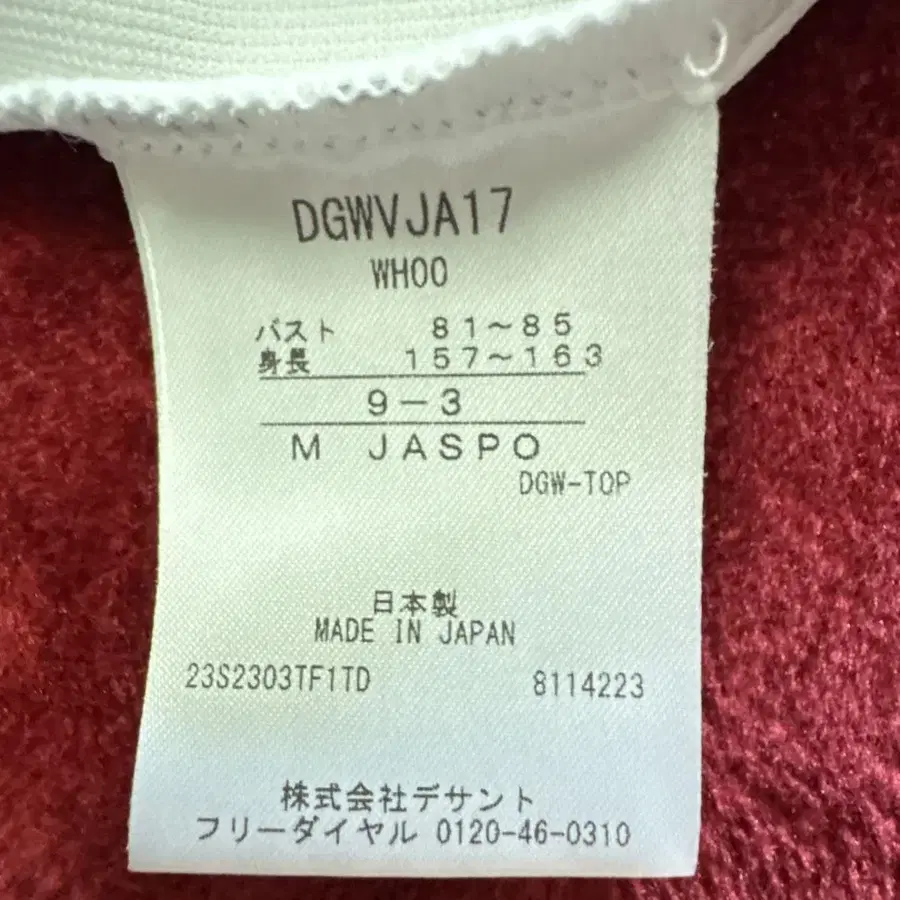 DGWVJA17
WH00
バスト 81～85
身長 157～163
9－3
M JASPO
DGW-TOP
日本製
MADE IN JAPAN
23S2303TF1TD 8114223
株式会社デサント
フリーダイヤル 0120-46-0310